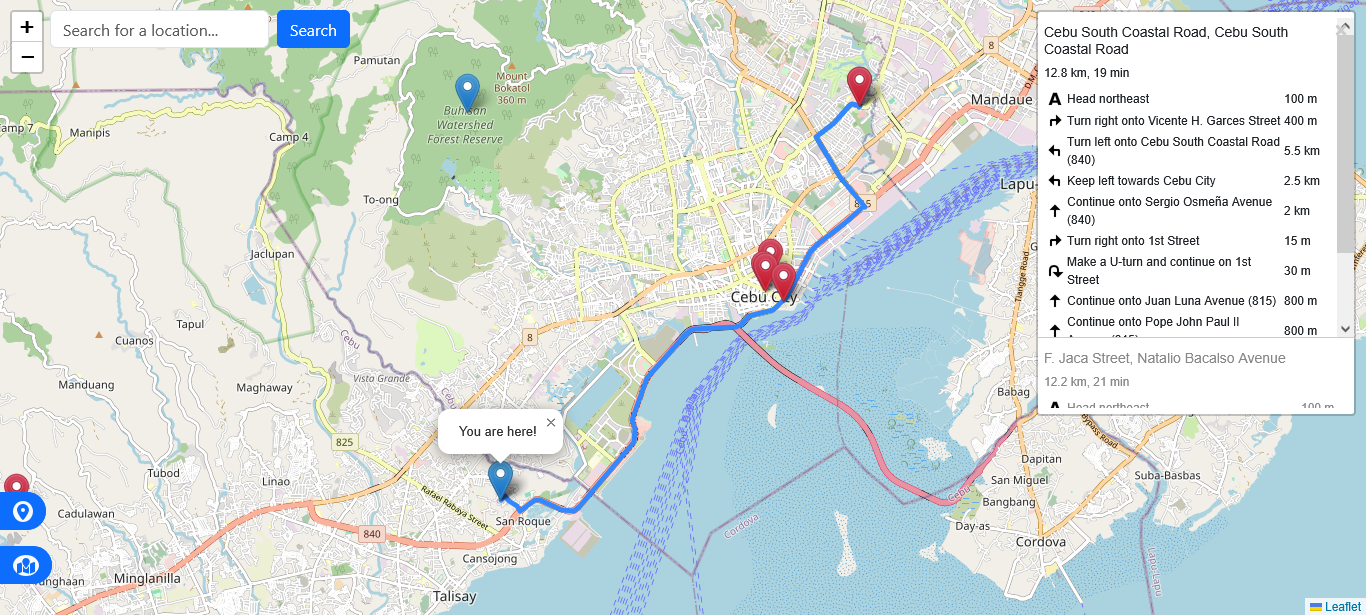 +
Search for a location...
Search
−
Pamutan
Mount
Bokatol
360 m
Buhisan
Watershed
Forest Reserve
Manipis
Camp 4
To-ong
Jaclupan
Tapul
Cuanos
Manduang
Maghaway
Vista Grande
Cebu
Cebu
825
8
You are here!
×
Tubod
Linao
Cadulawan
Rafael Rabaya Street
San Roque
840
Cansojong
Minglanilla
Talisay
8
Mandaue
815
Cebu City
Cordova
Cebu
Babag
Dapitan
San Miguel
Bangbang
Suba-Basbas
Day-as
Cordova
Lapu-Lapu
Tiangge Road
Cebu South Coastal Road, Cebu South
Coastal Road
12.8 km, 19 min
Head northeast 100 m
Turn right onto Vicente H. Garces Street 400 m
Turn left onto Cebu South Coastal Road
(840) 5.5 km
Keep left towards Cebu City 2.5 km
Continue onto Sergio Osmeña Avenue
(840) 2 km
Turn right onto 1st Street 15 m
Make a U-turn and continue on 1st
Street 30 m
Continue onto Juan Luna Avenue (815) 800 m
Continue onto Pope John Paul II
800 m
F. Jaca Street, Natalio Bacalso Avenue
12.2 km, 21 min
Head northeast 100 m
Leaflet